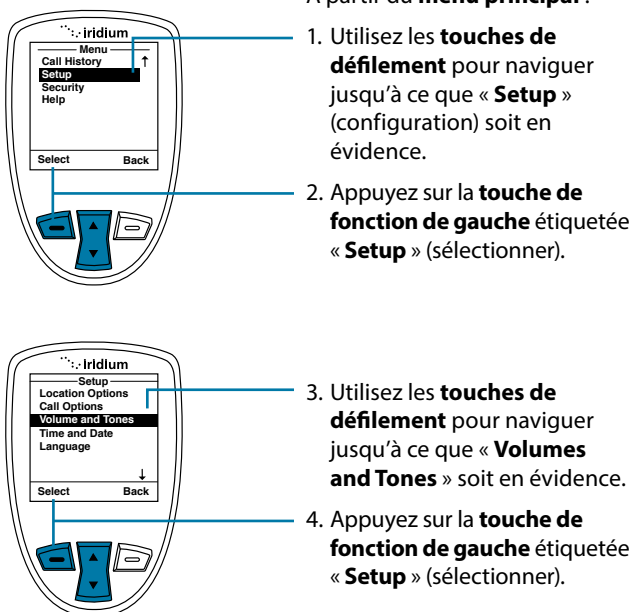 À partir du menu principal :
iridium
Menu
Call History ↑
Setup
Security
Help
Select Back
1. Utilisez les touches de
défilement pour naviguer
jusqu'à ce que « Setup »
(configuration) soit en
évidence.
2. Appuyez sur la touche de
fonction de gauche étiquetée
« Setup » (sélectionner).
iridium
Setup
Location Options
Call Options
Volume and Tones
Time and Date
Language
↓
Select Back
3. Utilisez les touches de
défilement pour naviguer
jusqu'à ce que « Volumes
and Tones » soit en évidence.
4. Appuyez sur la touche de
fonction de gauche étiquetée
« Setup » (sélectionner).